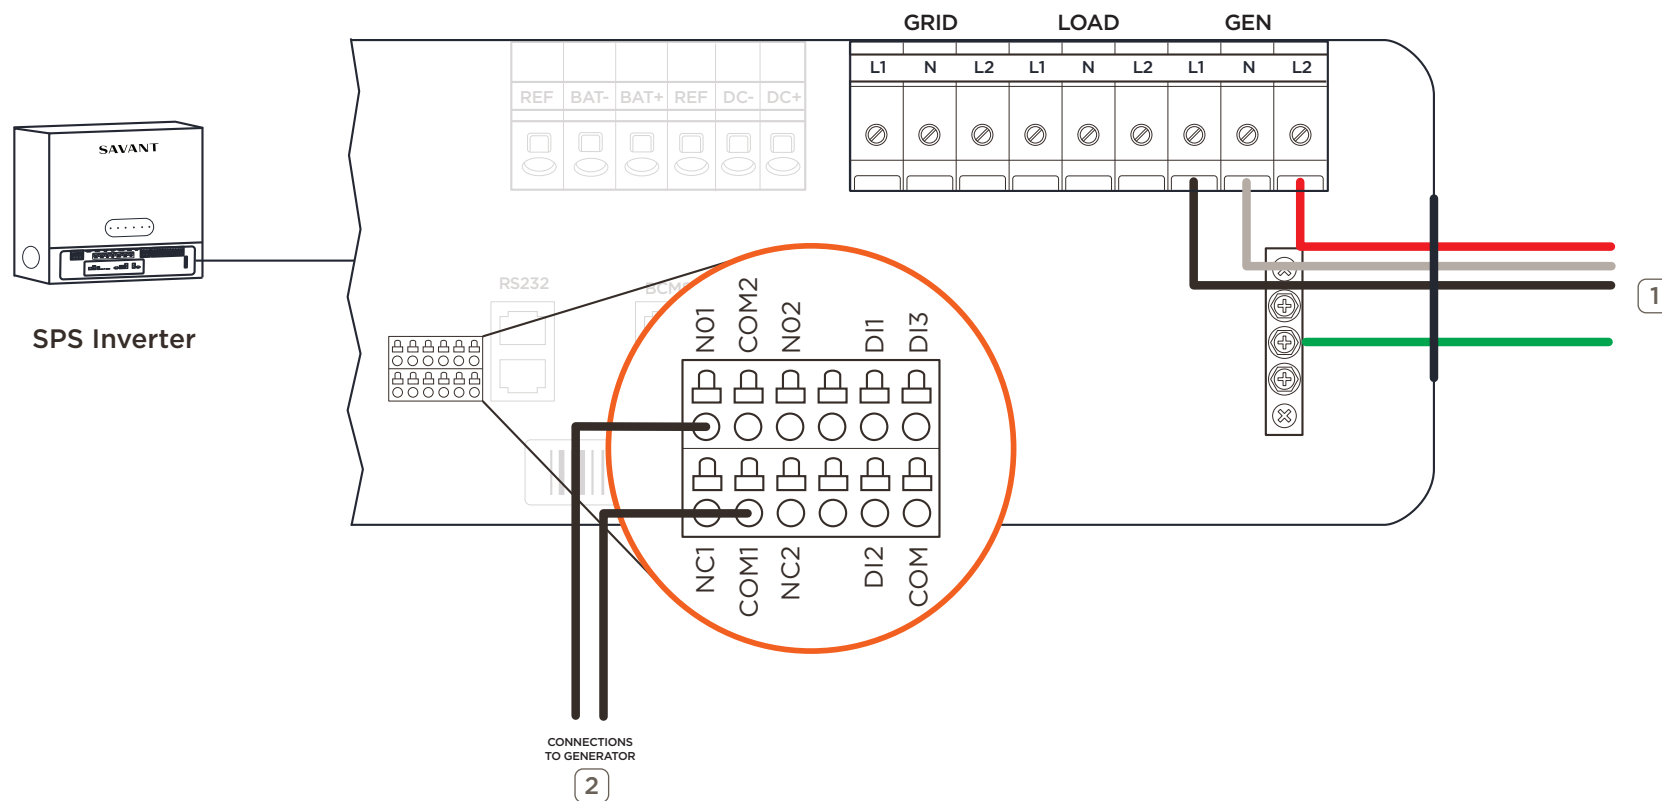 GRID LOAD GEN
L1 N L2 L1 N L2 L1 N L2
REF BAT- BAT+ REF DC- DC+
SAVANT
SPS Inverter
RS232
NO1 COM2 NO2 DI1 DI3
NC1 COM1 NC2 DI2 COM
1
CONNECTIONS
TO GENERATOR
2